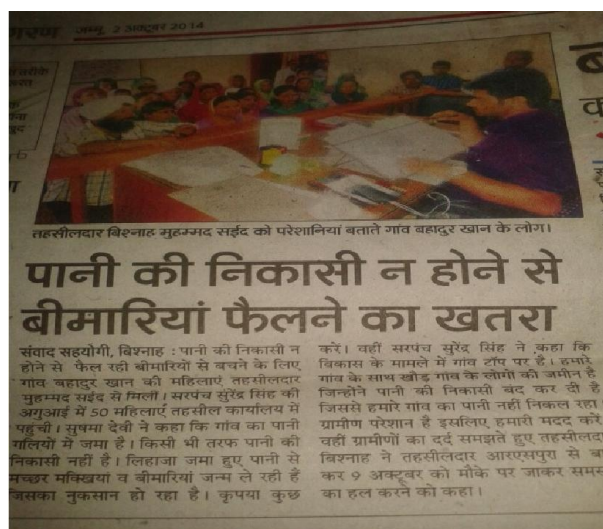 जम्मू, 2 अक्टूबर 2014
तहसीलदार बिश्नाह मुहम्मद सईद को परेशानियां बताते गांव बहादुर खान के लोग।
पानी की निकासी न होने से
बीमारियां फैलने का खतरा
संवाद सहयोगी, बिश्नाह : पानी की निकासी न
होने से फैल रही बीमारियों से बचने के लिए
गांव बहादुर खान की महिलाएं तहसीलदार
मुहम्मद सईद से मिलीं। सरपंच सुरेंद्र सिंह की
अगुआई में 50 महिलाएं तहसील कार्यालय में
पहुंची। सुषमा देवी ने कहा कि गांव का पानी
गलियों में जमा है। किसी भी तरफ पानी की
निकासी नहीं है। लिहाजा जमा हुए पानी से
मच्छर मक्खियां व बीमारियां जन्म ले रही हैं
जिसका नुकसान हो रहा है। कृपया कुछ
करें। वहीं सरपंच सुरेंद्र सिंह ने कहा कि
विकास के मामले में गांव टॉप पर है। हमारे
गांव के साथ खोड़ गांव के लोगों की जमीन है
जिन्होंने पानी की निकासी बंद कर दी है
जिससे हमारे गांव का पानी नहीं निकल रहा।
ग्रामीण परेशान है इसलिए हमारी मदद करें
वहीं ग्रामीणों का दर्द समझते हुए तहसीलदा
बिश्नाह ने तहसीलदार आरएसपुरा से बा
कर 9 अक्टूबर को मौके पर जाकर समस
का हल करने को कहा।